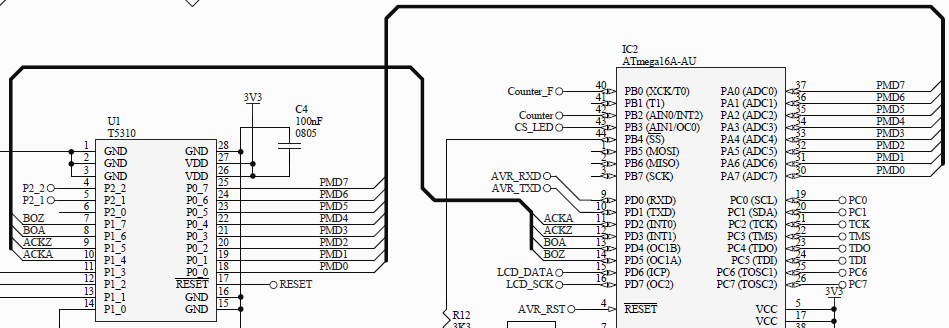 IC2
ATmega16A-AU
Counter_F 40 PB0 (XCK/T0) PA0 (ADC0) 37 PMD7
41 PB1 (T1) PA1 (ADC1) 36 PMD6
Counter 42 PB2 (AIN0/INT2) PA2 (ADC2) 35 PMD5
CS_LED 43 PB3 (AIN1/OC0) PA3 (ADC3) 34 PMD4
44 PB4 (SS) PA4 (ADC4) 33 PMD3
1 PB5 (MOSI) PA5 (ADC5) 32 PMD2
2 PB6 (MISO) PA6 (ADC6) 31 PMD1
3 PB7 (SCK) PA7 (ADC7) 30 PMD0
AVR_RXD
AVR_TXD
9 PD0 (RXD) PC0 (SCL) 19 PC0
10 PD1 (TXD) PC1 (SDA) 20 PC1
ACKA 11 PD2 (INT0) PC2 (TCK) 21 TCK
ACKZ 12 PD3 (INT1) PC3 (TMS) 22 TMS
BOA 13 PD4 (OC1B) PC4 (TDO) 23 TDO
BOZ 14 PD5 (OC1A) PC5 (TDI) 24 TDI
LCD_DATA 15 PD6 (ICP) PC6 (TOSC1) 25 PC6
LCD_SCK 16 PD7 (OC2) PC7 (TOSC2) 26 PC7
3V3
AVR_RST 4 RESET VCC 5
7 VCC 17
38
R12
3K3
3V3
C4
100nF
0805
U1
T5310
1 GND GND 28
2 GND VDD 27
3 GND VDD 26
P2_2 4 P2_2 P0_7 25 PMD7
P2_1 5 P2_1 P0_6 24 PMD6
6 P2_0 P0_5 23 PMD5
BOZ 7 P1_7 P0_4 22 PMD4
BOA 8 P1_6 P0_3 21 PMD3
ACKZ 9 P1_5 P0_2 20 PMD2
ACKA 10 P1_4 P0_1 19 PMD1
11 P1_3 P0_0 18 PMD0
12 P1_2 RESET 17 RESET
13 P1_1 GND 16
14 P1_0 GND 15